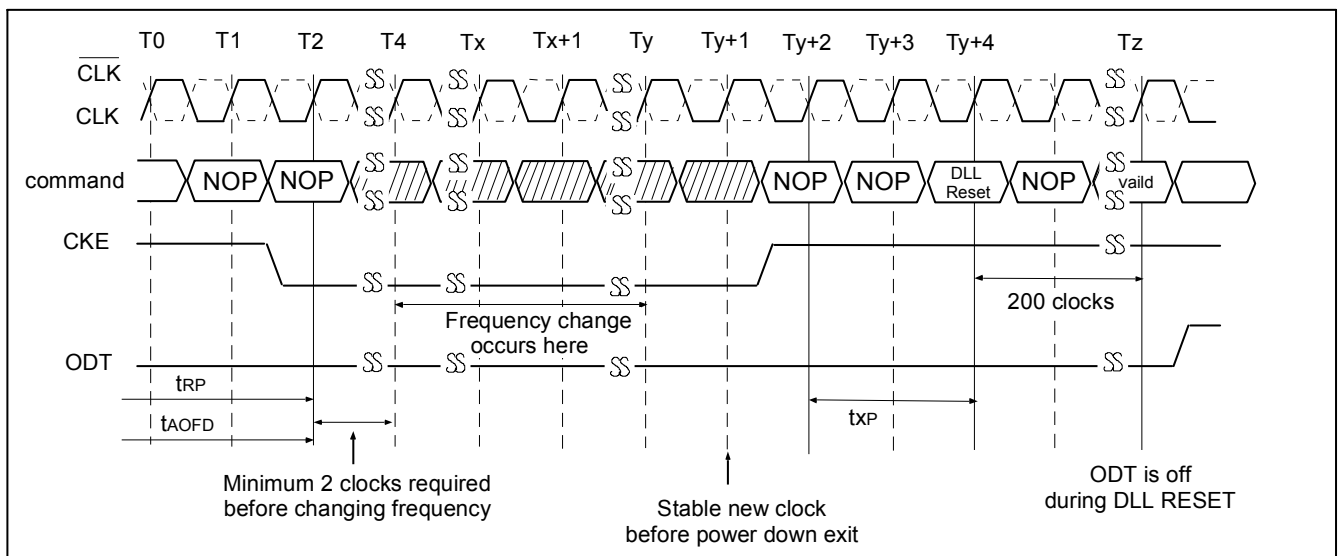 T0 T1 T2 T4 Tx Tx+1 Ty Ty+1 Ty+2 Ty+3 Ty+4 Tz
CLK
CLK
command NOP NOP NOP NOP DLL Reset NOP vaild
CKE
200 clocks
Frequency change
occurs here
ODT
tRP
tXP
tAOFD
Minimum 2 clocks required
before changing frequency
Stable new clock
before power down exit
ODT is off
during DLL RESET